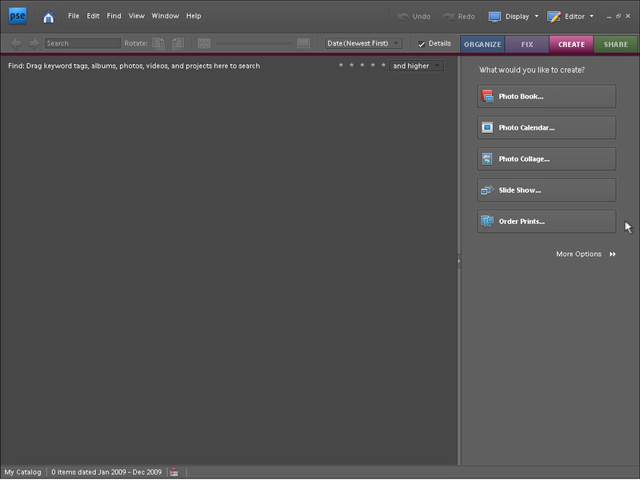 pse File Edit Find View Window Help Undo Redo Display Editor
Search Rotate: Date (Newest First) Details ORGANIZE FIX CREATE SHARE
Find: Drag keyword tags, albums, photos, videos, and projects here to search and higher
What would you like to create?
Photo Book...
Photo Calendar...
Photo Collage...
Slide Show...
Order Prints...
More Options
My Catalog 0 items dated Jan 2009 - Dec 2009